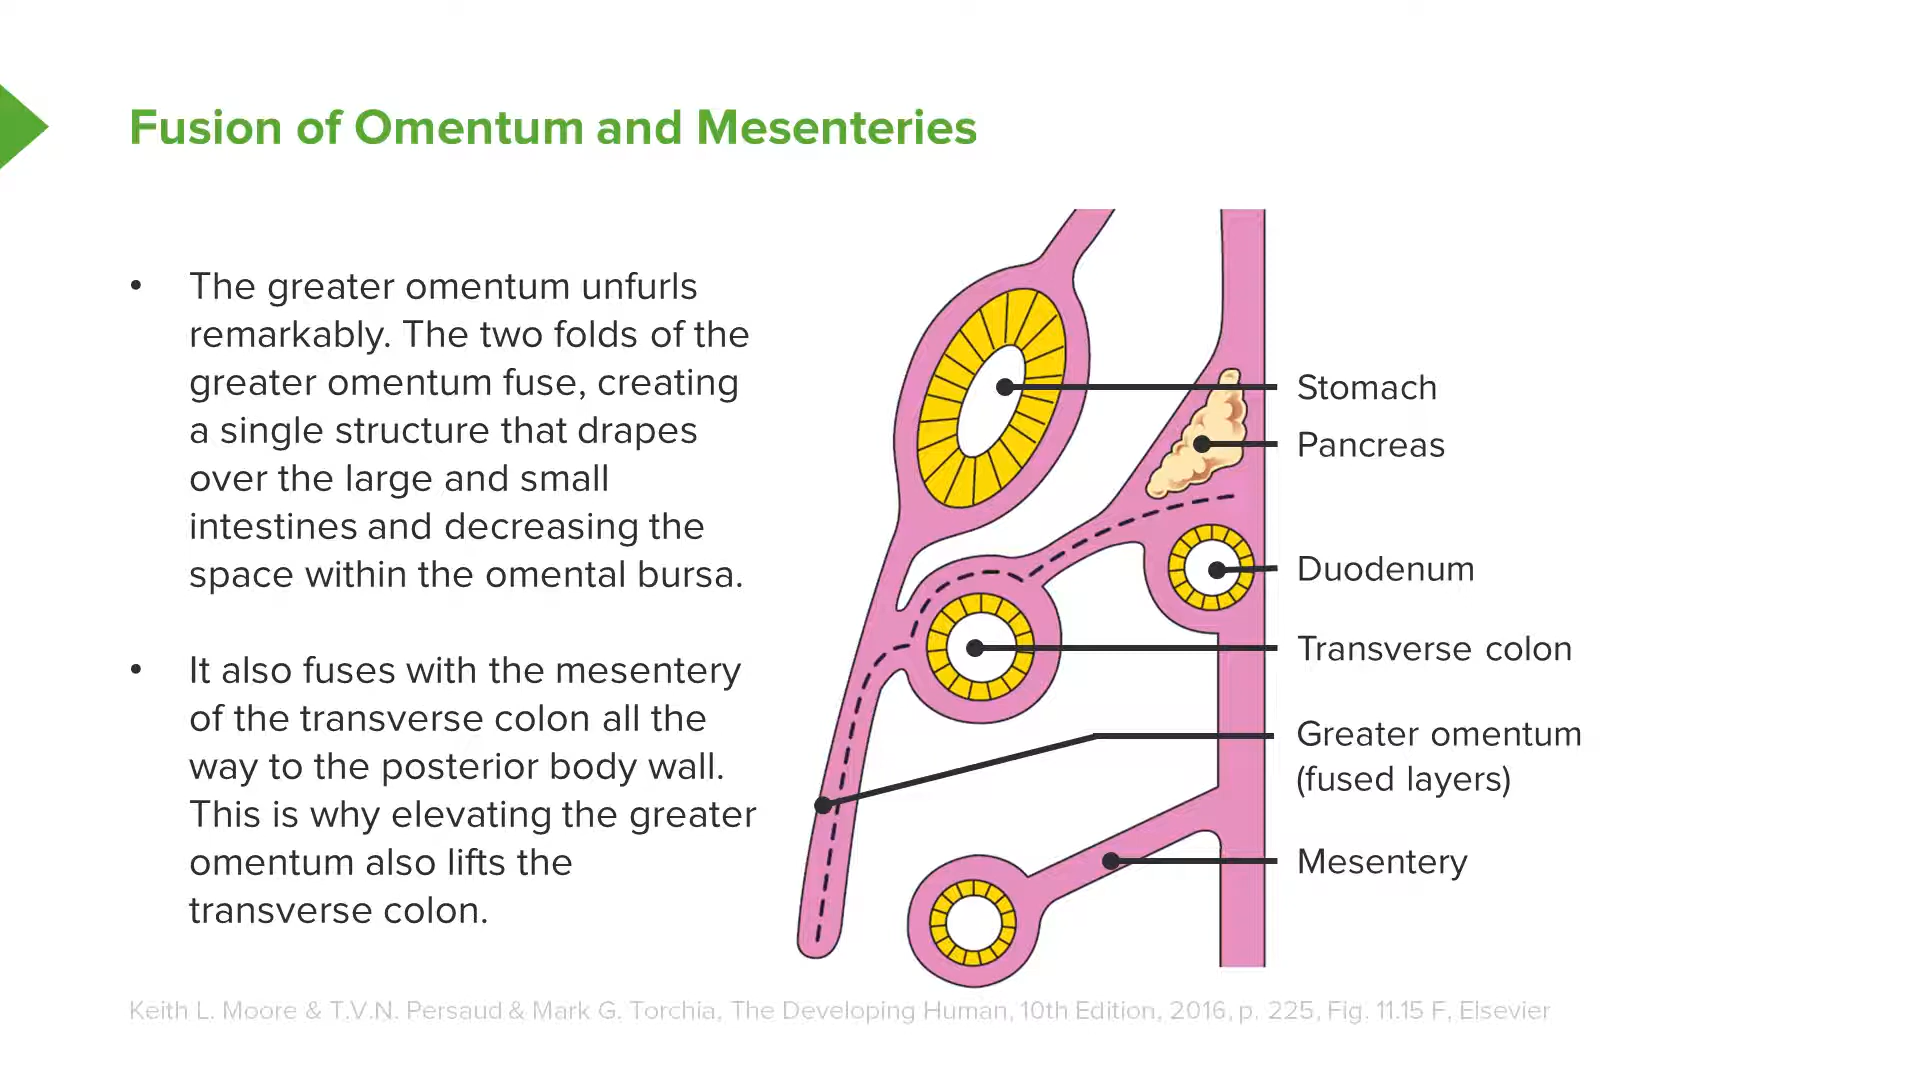 Fusion of Omentum and Mesenteries
• The greater omentum unfurls
remarkably. The two folds of the
greater omentum fuse, creating
a single structure that drapes
over the large and small
intestines and decreasing the
space within the omental bursa.
• It also fuses with the mesentery
of the transverse colon all the
way to the posterior body wall.
This is why elevating the greater
omentum also lifts the
transverse colon.
Stomach
Pancreas
Duodenum
Transverse colon
Greater omentum
(fused layers)
Mesentery
Keith L. Moore & T.V.N. Persaud & Mark G. Torchia, The Developing Human, 10th Edition, 2016, p. 225, Fig. 11.15 F, Elsevier